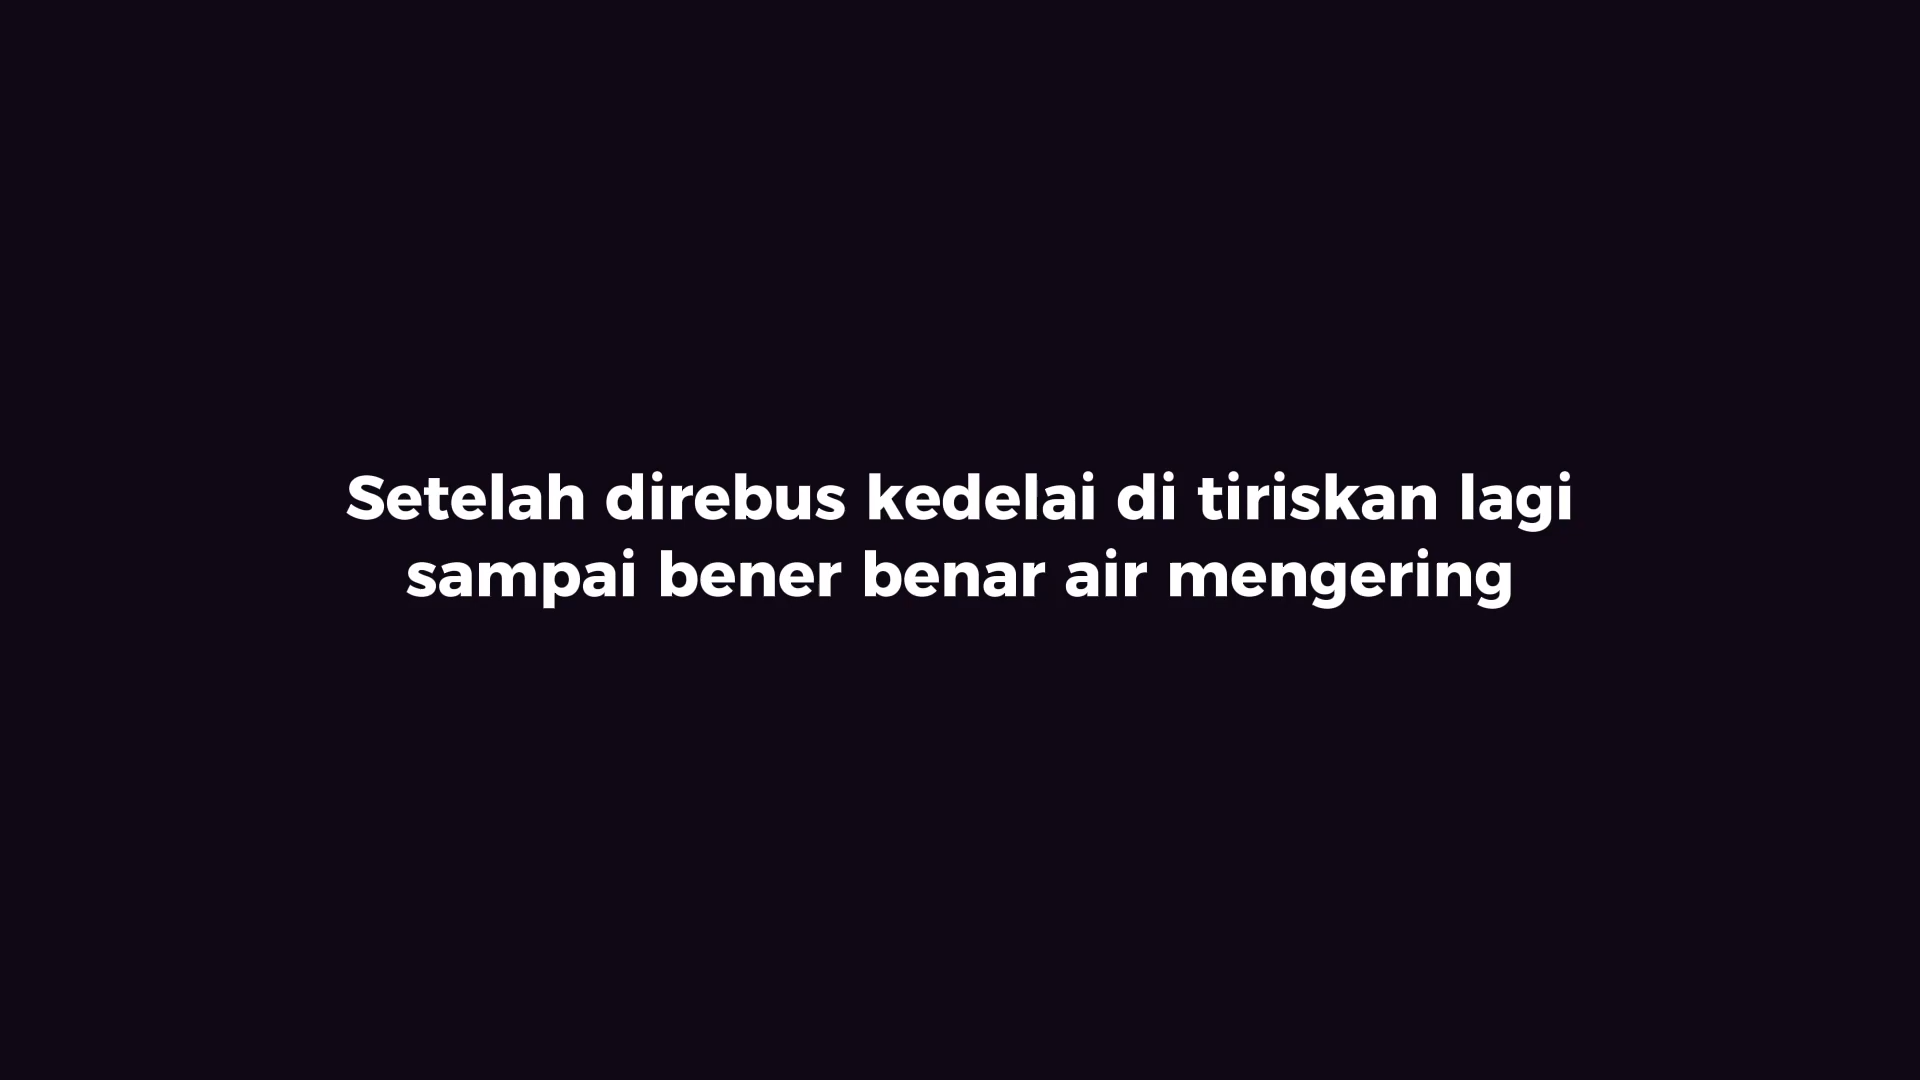 Setelah direbus kedelai di tiriskan lagi
sampai bener benar air mengering